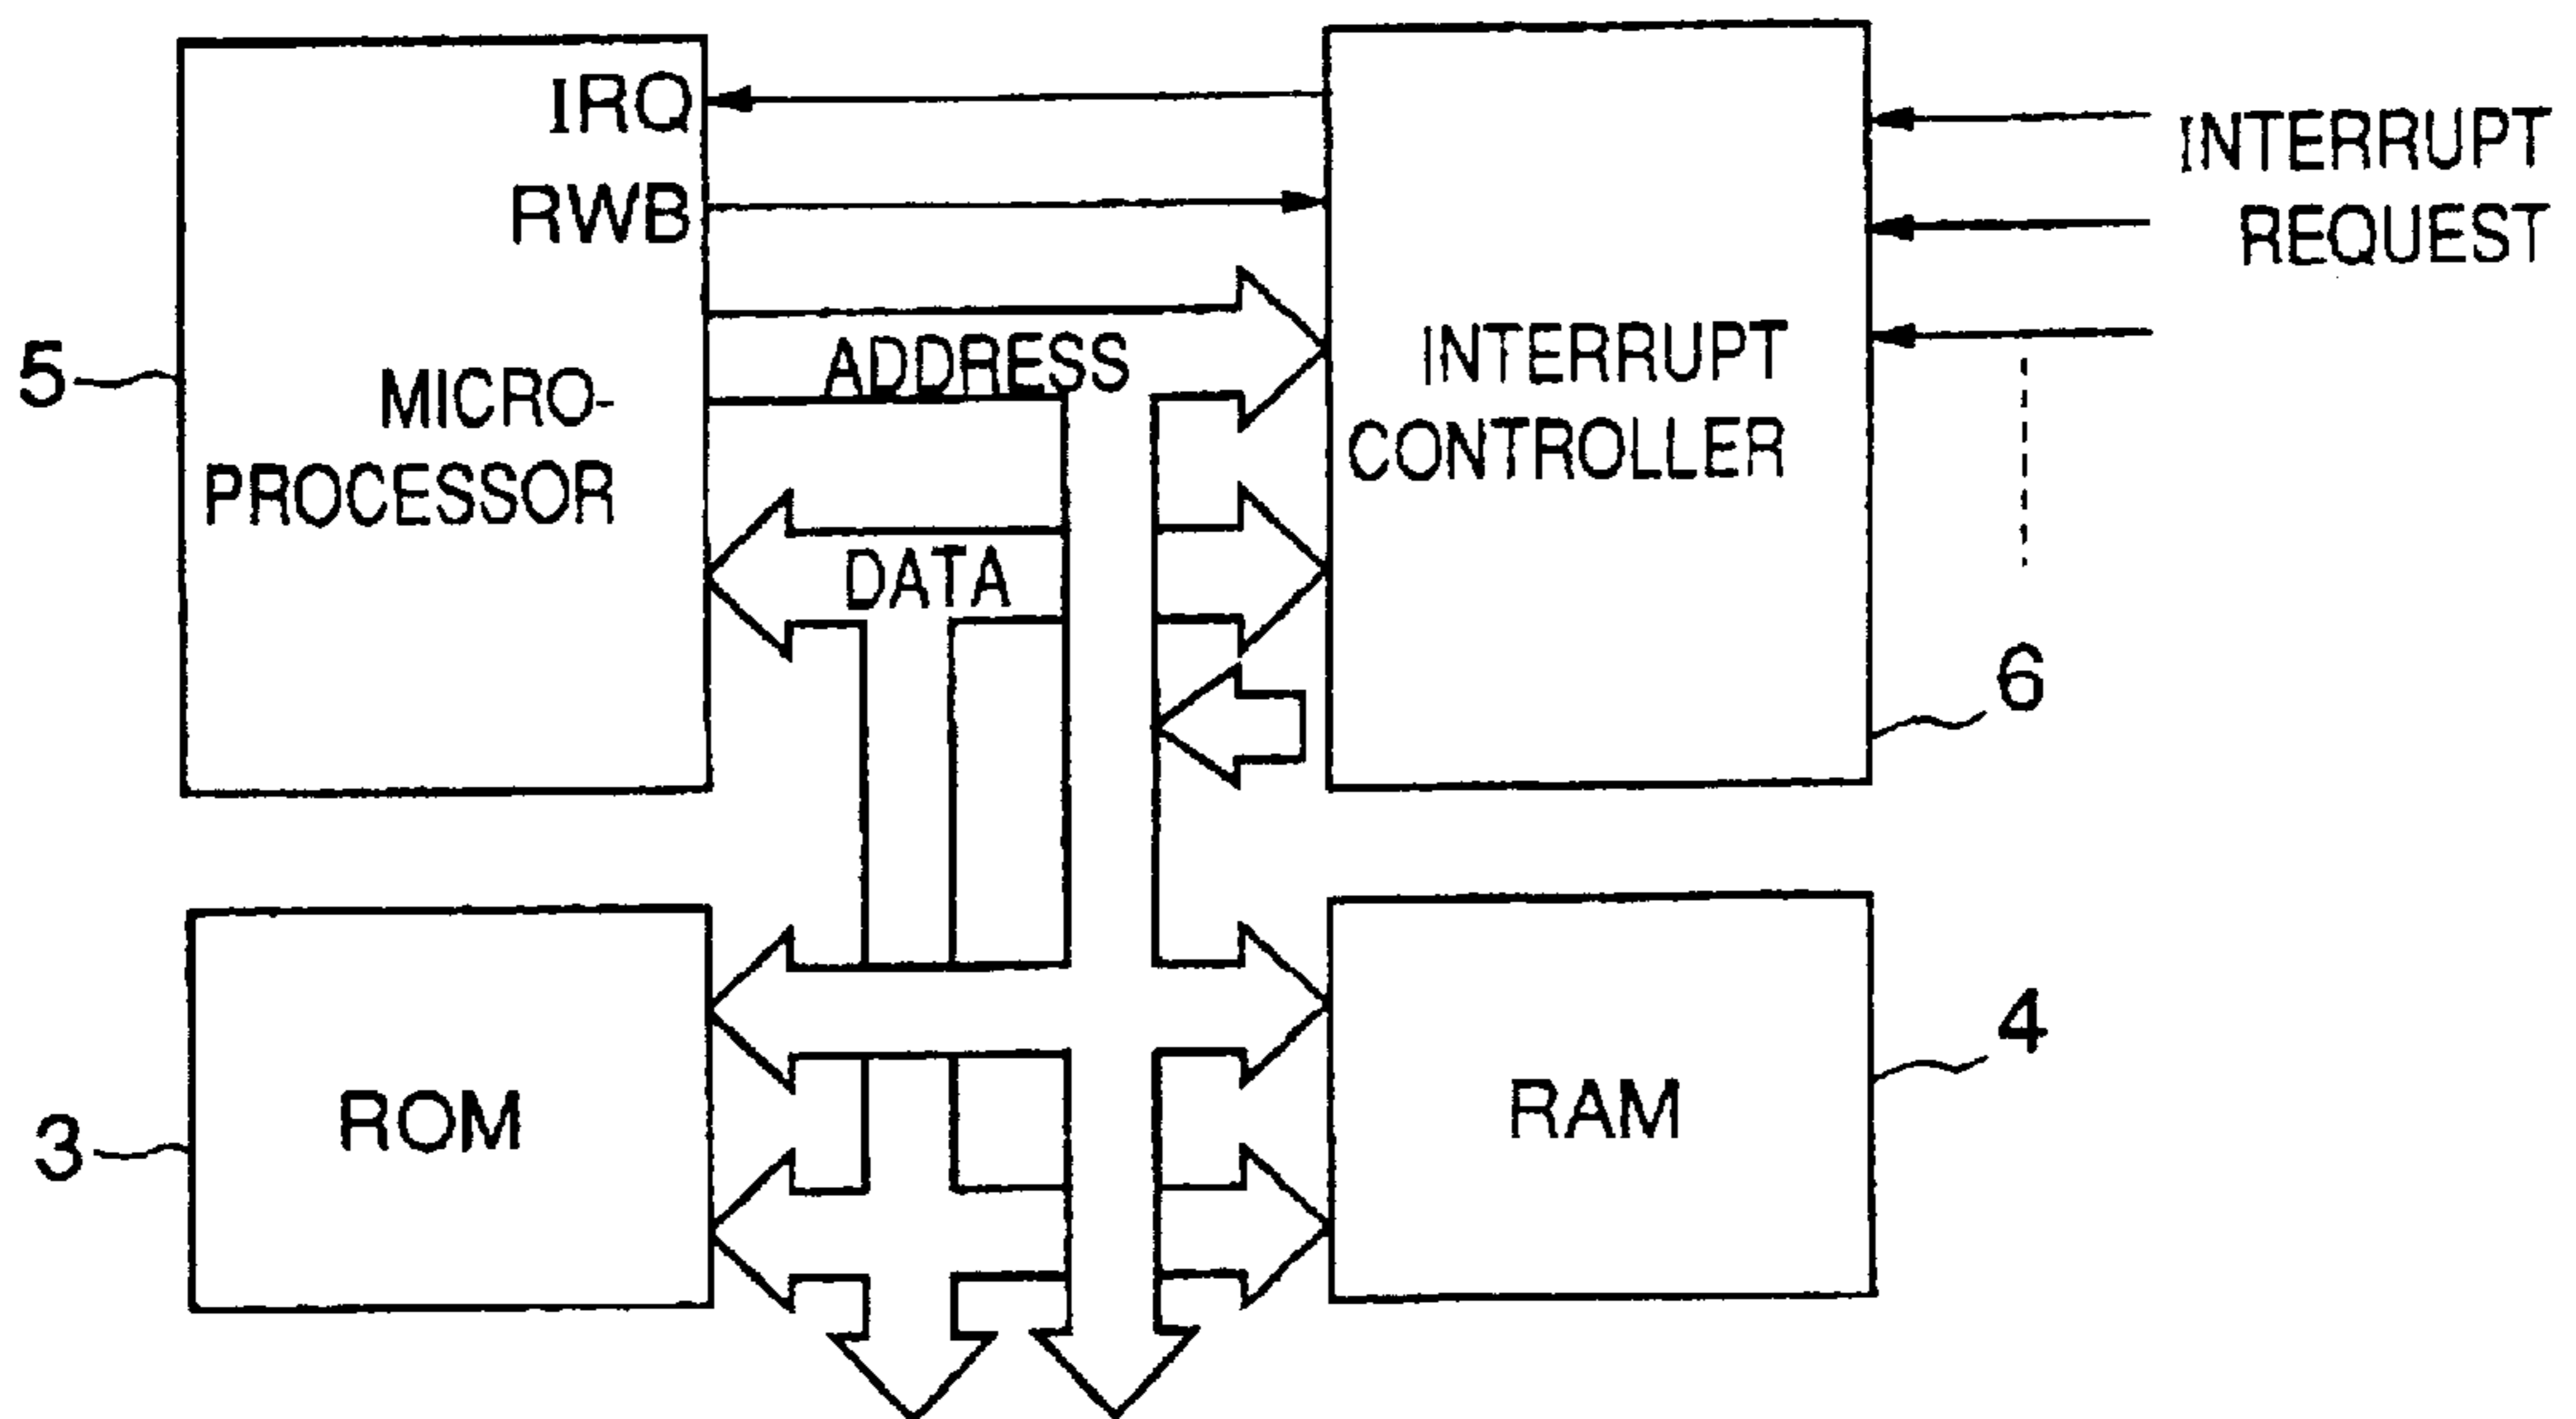 IRQ
RWB
INTERRUPT
REQUEST
ADDRESS
5
MICRO-
PROCESSOR
INTERRUPT
CONTROLLER
DATA
6
3
ROM
RAM
4